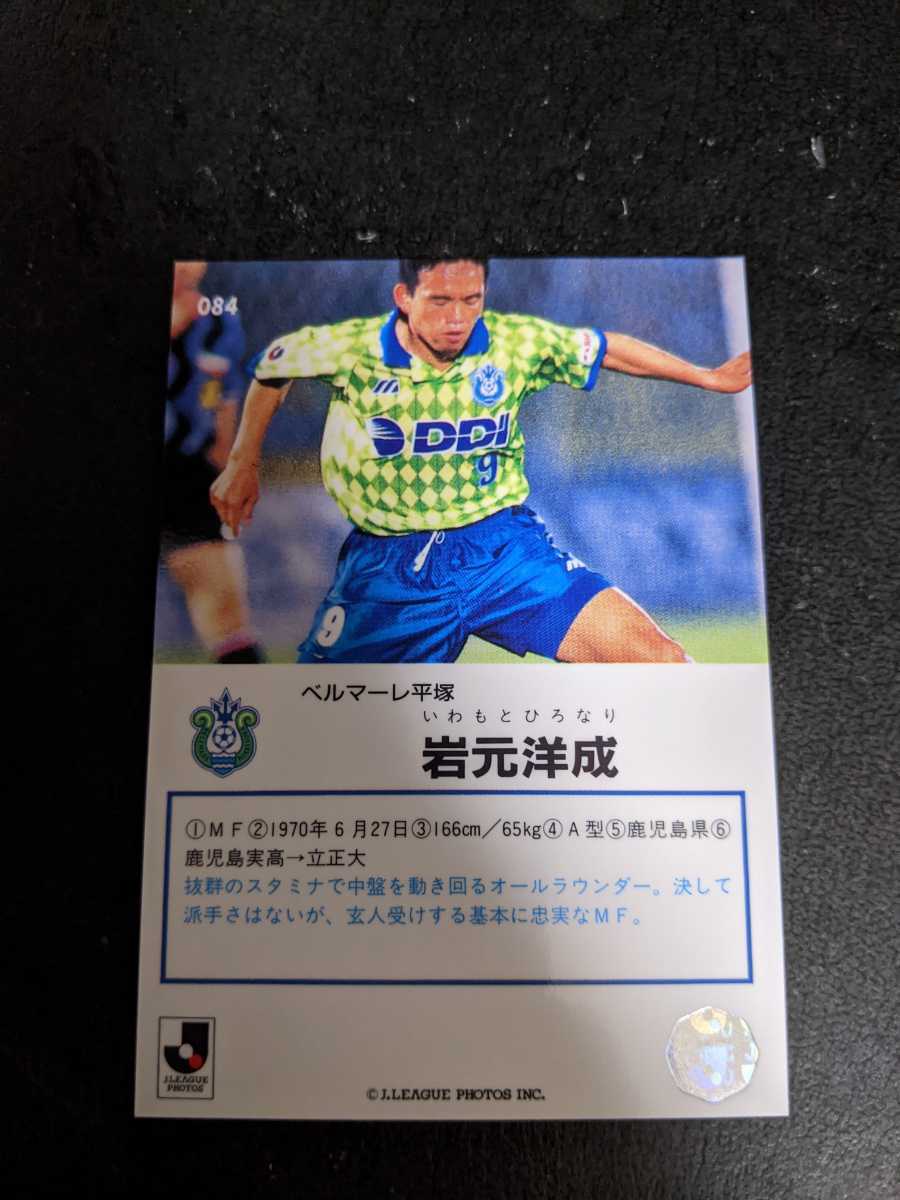 084
DDI
9
9
ベルマーレ平塚
いわもとひろなり
岩元洋成
①ＭＦ②1970年６月27日③166cm／65kg④Ａ型⑤鹿児島県⑥
鹿児島実高→立正大
抜群のスタミナで中盤を動き回るオールラウンダー。決して
派手さはないが、玄人受けする基本に忠実なＭＦ。
J.LEAGUE
PHOTOS
© J.LEAGUE PHOTOS INC.